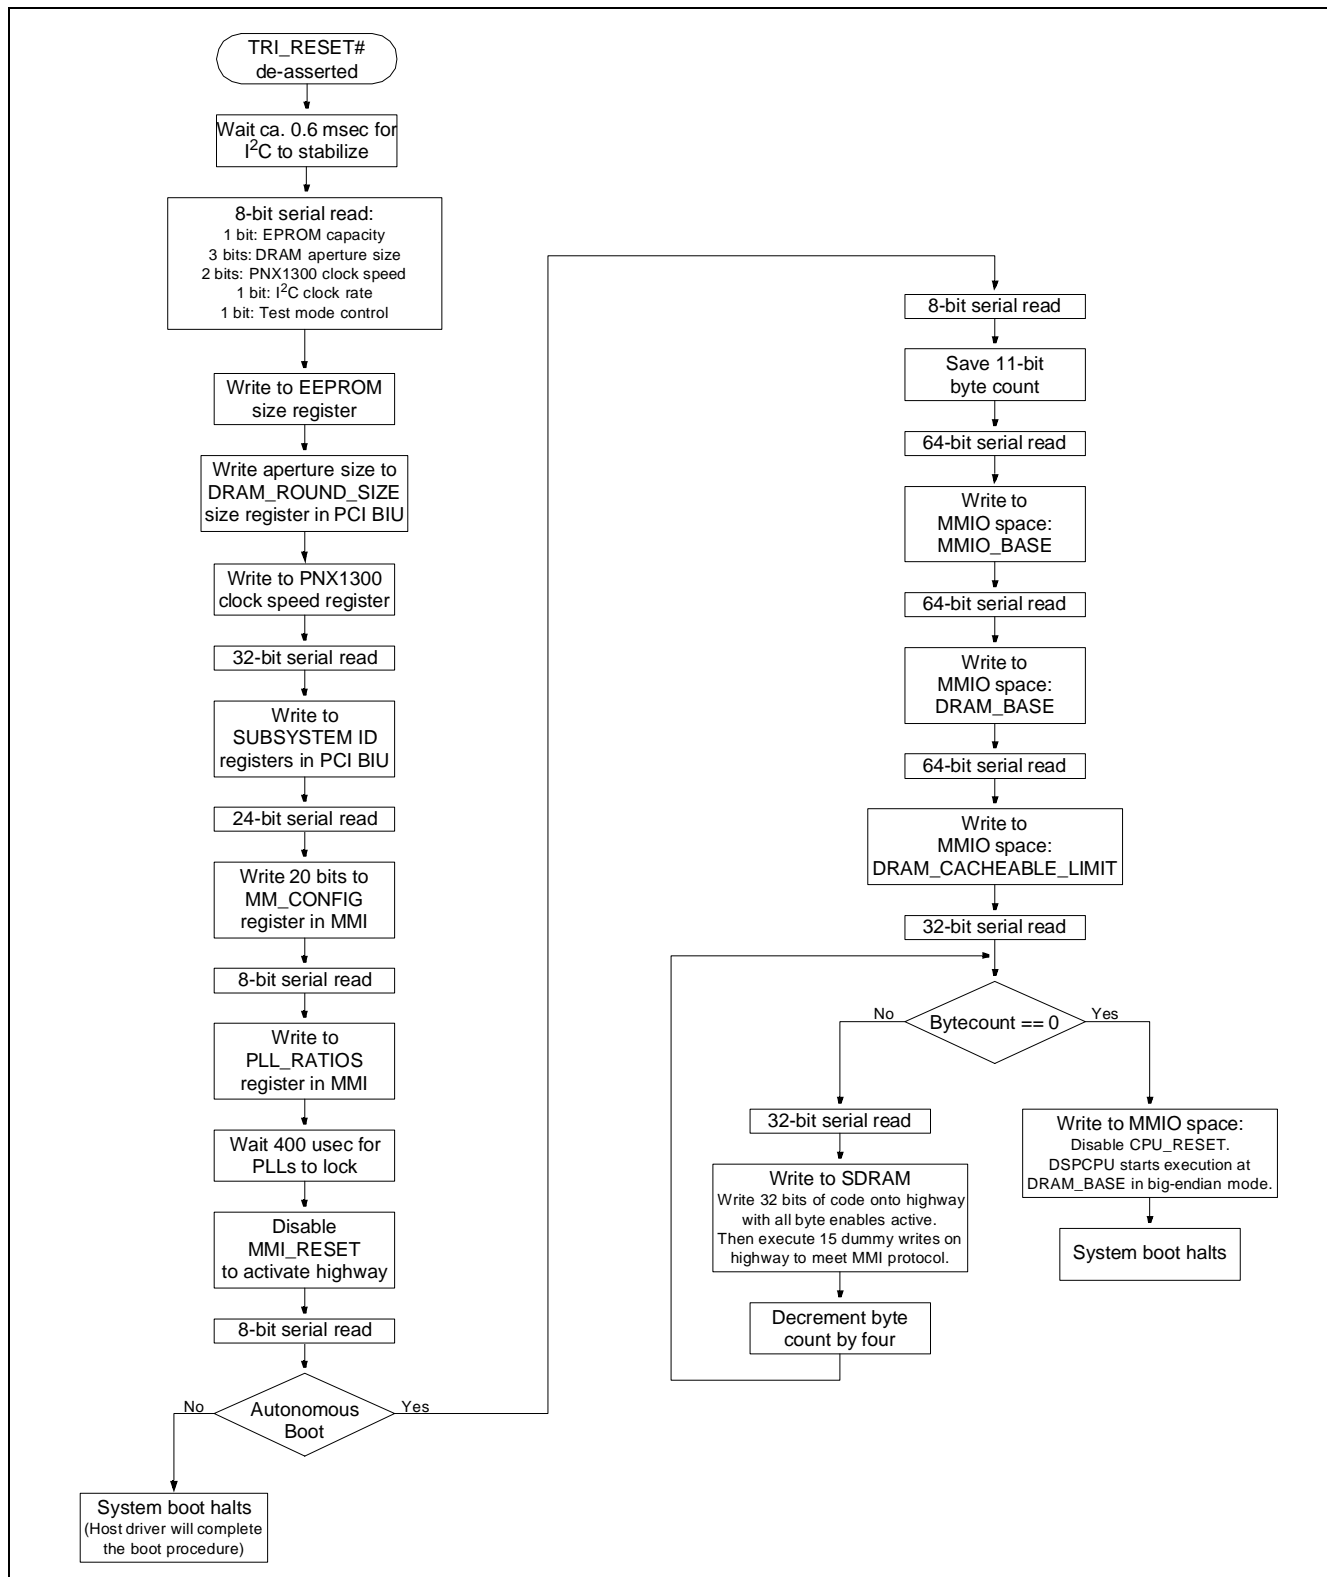 TRI_RESET#
de-asserted
Wait ca. 0.6 msec for
I²C to stabilize
8-bit serial read:
1 bit: EPROM capacity
3 bits: DRAM aperture size
2 bits: PNX1300 clock speed
1 bit: I²C clock rate
1 bit: Test mode control
Write to EEPROM
size register
Write aperture size to
DRAM_ROUND_SIZE
size register in PCI BIU
Write to PNX1300
clock speed register
32-bit serial read
Write to
SUBSYSTEM ID
registers in PCI BIU
24-bit serial read
Write 20 bits to
MM_CONFIG
register in MMI
8-bit serial read
Write to
PLL_RATIOS
register in MMI
Wait 400 usec for
PLLs to lock
Disable
MMI_RESET
to activate highway
8-bit serial read
No
Autonomous
Boot
Yes
System boot halts
(Host driver will complete
the boot procedure)
8-bit serial read
Save 11-bit
byte count
64-bit serial read
Write to
MMIO space:
MMIO_BASE
64-bit serial read
Write to
MMIO space:
DRAM_BASE
64-bit serial read
Write to
MMIO space:
DRAM_CACHEABLE_LIMIT
32-bit serial read
No
Bytecount == 0
Yes
32-bit serial read
Write to SDRAM
Write 32 bits of code onto highway
with all byte enables active.
Then execute 15 dummy writes on
highway to meet MMI protocol.
Decrement byte
count by four
Write to MMIO space:
Disable CPU_RESET.
DSPCPU starts execution at
DRAM_BASE in big-endian mode.
System boot halts